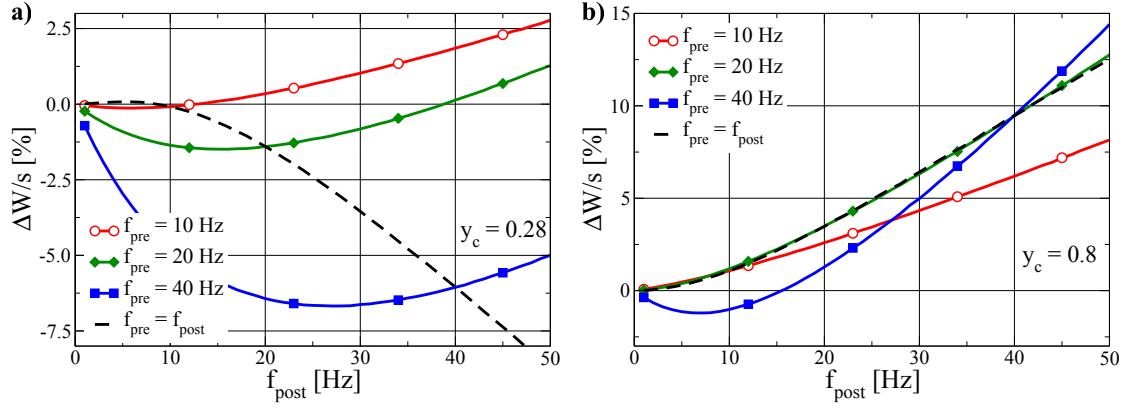 a)
2.5
0.0
-2.5
-5.0
-7.5
ΔW/s [%]
f_pre = 10 Hz
f_pre = 20 Hz
f_pre = 40 Hz
f_pre = f_post
y_c = 0.28
0 10 20 30 40 50
f_post [Hz]
b)
15
10
5
0
ΔW/s [%]
f_pre = 10 Hz
f_pre = 20 Hz
f_pre = 40 Hz
f_pre = f_post
y_c = 0.8
0 10 20 30 40 50
f_post [Hz]